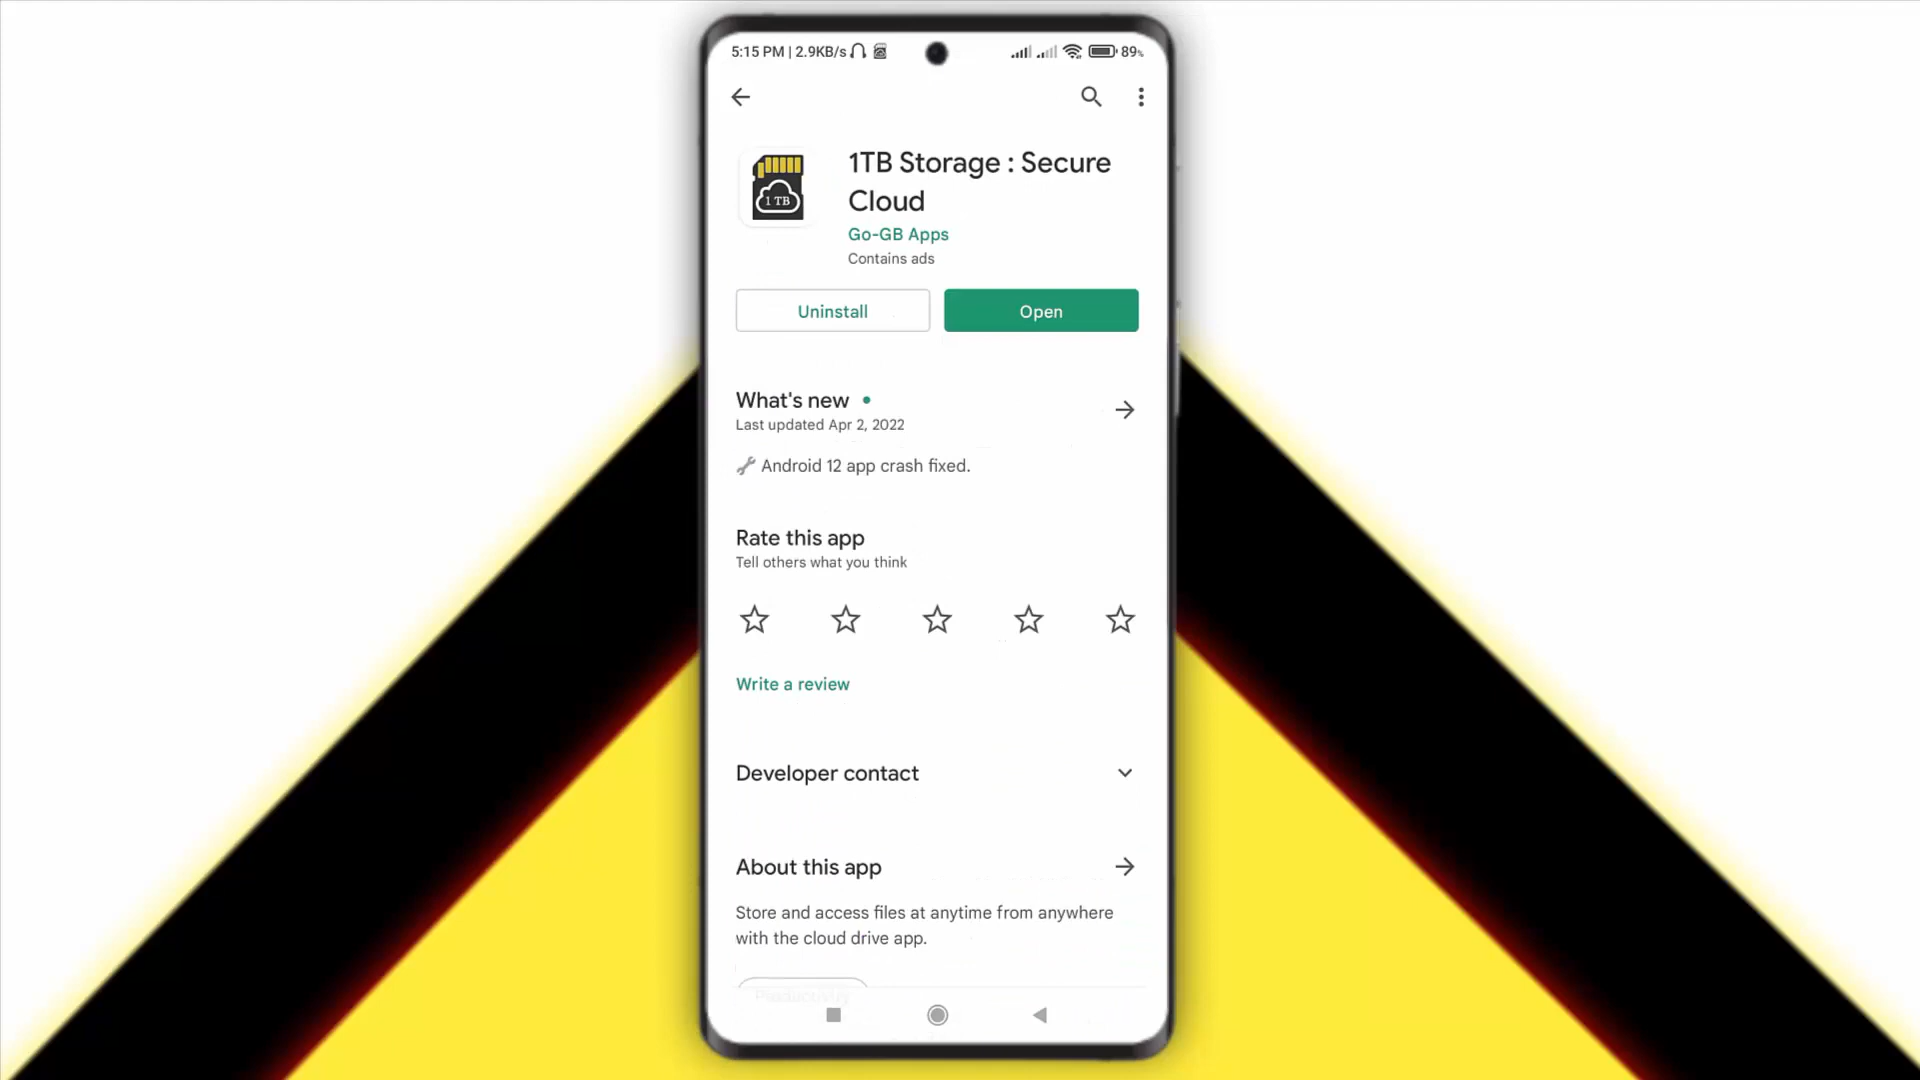 5:15 PM | 2.9KB/s
89%
1TB Storage : Secure
Cloud
1 TB
Go-GB Apps
Contains ads
Uninstall
Open
What's new
Last updated Apr 2, 2022
Android 12 app crash fixed.
Rate this app
Tell others what you think
Write a review
Developer contact
About this app
Store and access files at anytime from anywhere
with the cloud drive app.
Productivity